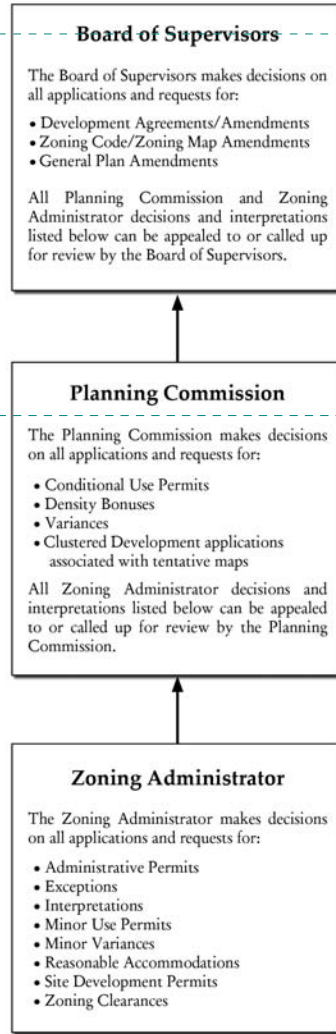 Board of Supervisors
The Board of Supervisors makes decisions on
all applications and requests for:
• Development Agreements/Amendments
• Zoning Code/Zoning Map Amendments
• General Plan Amendments
All Planning Commission and Zoning
Administrator decisions and interpretations
listed below can be appealed to or called up
for review by the Board of Supervisors.
Planning Commission
The Planning Commission makes decisions
on all applications and requests for:
• Conditional Use Permits
• Density Bonuses
• Variances
• Clustered Development applications
associated with tentative maps
All Zoning Administrator decisions and
interpretations listed below can be appealed
to or called up for review by the Planning
Commission.
Zoning Administrator
The Zoning Administrator makes decisions
on all applications and requests for:
• Administrative Permits
• Exceptions
• Interpretations
• Minor Use Permits
• Minor Variances
• Reasonable Accommodations
• Site Development Permits
• Zoning Clearances